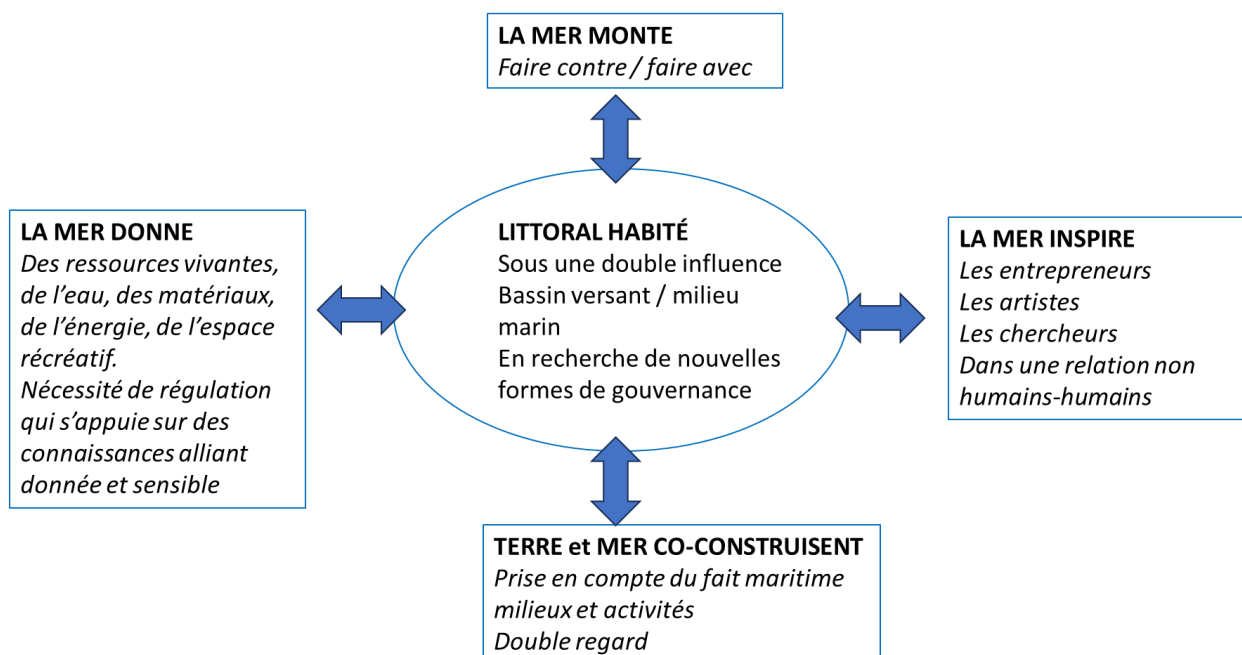 LA MER MONTE
Faire contre / faire avec
LA MER DONNE
Des ressources vivantes,
de l’eau, des matériaux,
de l’énergie, de l’espace
récréatif.
Nécessité de régulation
qui s’appuie sur des
connaissances alliant
donnée et sensible
LITTORAL HABITÉ
Sous une double influence
Bassin versant / milieu
marin
En recherche de nouvelles
formes de gouvernance
LA MER INSPIRE
Les entrepreneurs
Les artistes
Les chercheurs
Dans une relation non
humains-humains
TERRE et MER CO-CONSTRUISENT
Prise en compte du fait maritime
milieux et activités
Double regard